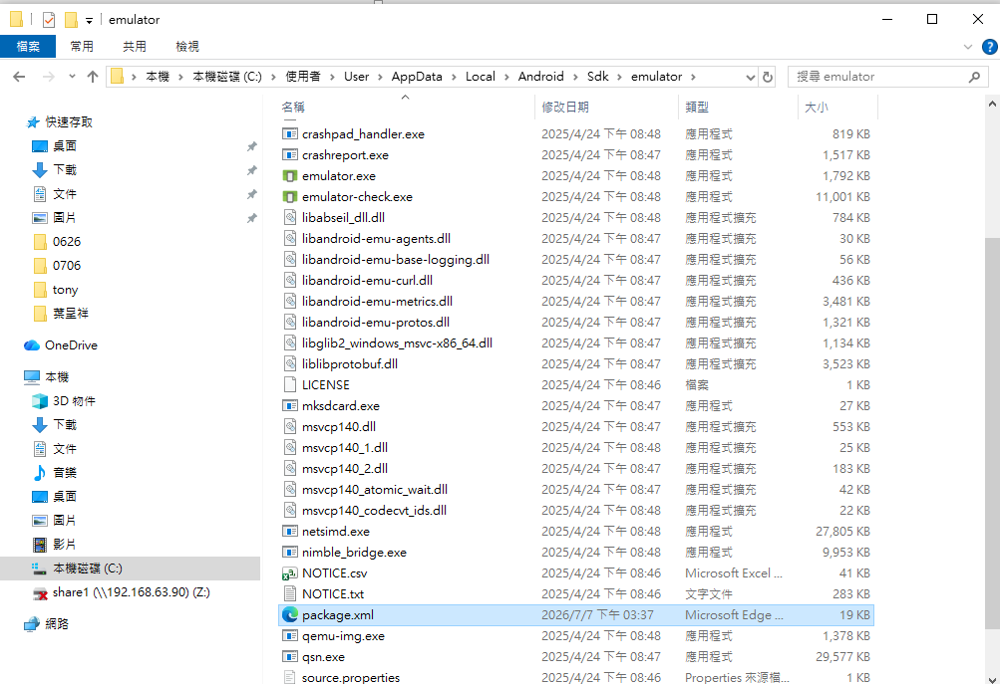 emulator
檔案 常用 共用 檢視
本機 > 本機磁碟 (C:) > 使用者 > User > AppData > Local > Android > Sdk > emulator >
搜尋 emulator
快速存取
桌面
下載
文件
圖片
0626
0706
tony
葉呈祥
OneDrive
本機
3D 物件
下載
文件
音樂
桌面
圖片
影片
本機磁碟 (C:)
share1 (\\192.168.63.90) (Z:)
網路
名稱 修改日期 類型 大小
crashpad_handler.exe 2025/4/24 下午 08:48 應用程式 819 KB
crashreport.exe 2025/4/24 下午 08:47 應用程式 1,517 KB
emulator.exe 2025/4/24 下午 08:48 應用程式 1,792 KB
emulator-check.exe 2025/4/24 下午 08:48 應用程式 11,001 KB
libabseil_dll.dll 2025/4/24 下午 08:48 應用程式擴充 784 KB
libandroid-emu-agents.dll 2025/4/24 下午 08:47 應用程式擴充 30 KB
libandroid-emu-base-logging.dll 2025/4/24 下午 08:47 應用程式擴充 56 KB
libandroid-emu-curl.dll 2025/4/24 下午 08:48 應用程式擴充 436 KB
libandroid-emu-metrics.dll 2025/4/24 下午 08:47 應用程式擴充 3,481 KB
libandroid-emu-protos.dll 2025/4/24 下午 08:47 應用程式擴充 1,321 KB
libglib2_windows_msvc-x86_64.dll 2025/4/24 下午 08:47 應用程式擴充 1,134 KB
liblibprotobuf.dll 2025/4/24 下午 08:47 應用程式擴充 3,523 KB
LICENSE 2025/4/24 下午 08:46 檔案 1 KB
mksdcard.exe 2025/4/24 下午 08:47 應用程式 27 KB
msvcp140.dll 2025/4/24 下午 08:47 應用程式擴充 553 KB
msvcp140_1.dll 2025/4/24 下午 08:48 應用程式擴充 25 KB
msvcp140_2.dll 2025/4/24 下午 08:47 應用程式擴充 183 KB
msvcp140_atomic_wait.dll 2025/4/24 下午 08:47 應用程式擴充 42 KB
msvcp140_codecvt_ids.dll 2025/4/24 下午 08:48 應用程式擴充 22 KB
netsimd.exe 2025/4/24 下午 08:48 應用程式 27,805 KB
nimble_bridge.exe 2025/4/24 下午 08:48 應用程式 9,953 KB
NOTICE.csv 2025/4/24 下午 08:46 Microsoft Excel ... 41 KB
NOTICE.txt 2025/4/24 下午 08:46 文字文件 283 KB
package.xml 2026/7/7 下午 03:37 Microsoft Edge ... 19 KB
qemu-img.exe 2025/4/24 下午 08:48 應用程式 1,378 KB
qsn.exe 2025/4/24 下午 08:47 應用程式 29,577 KB
source.properties 2025/4/24 下午 08:46 Properties 來源檔... 1 KB